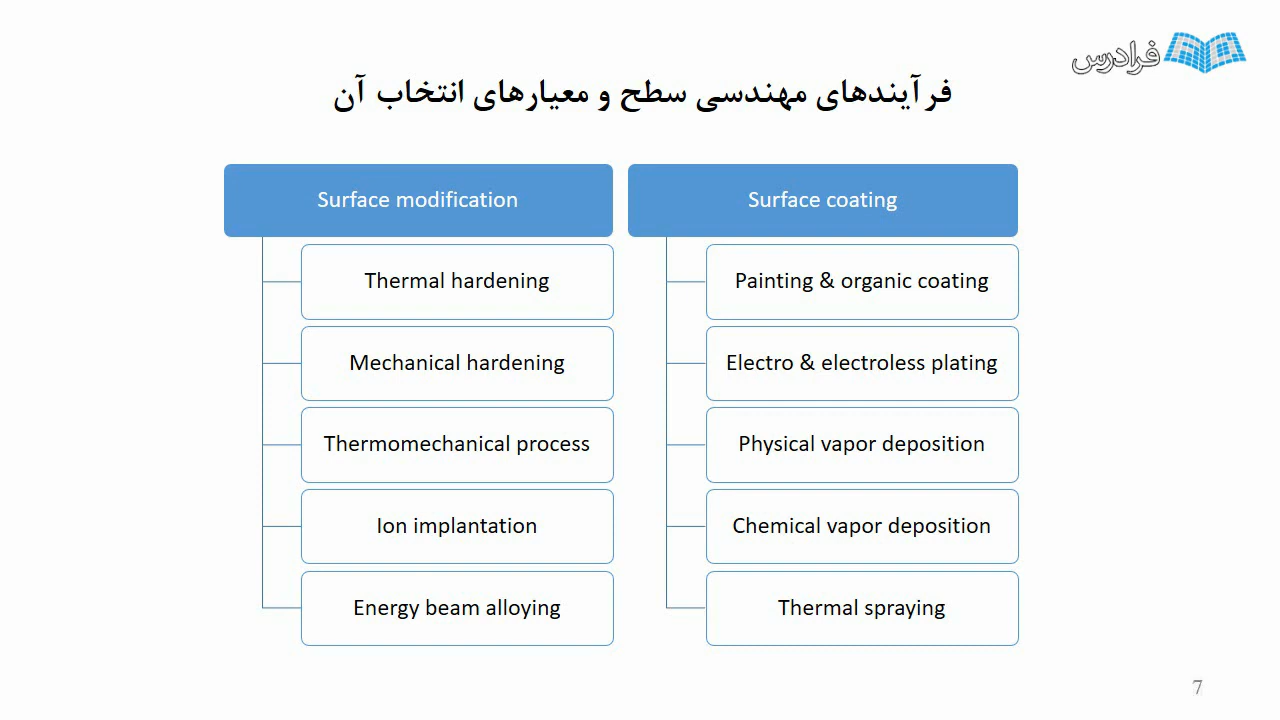 فرادرس
فرآیندهای مهندسی سطح و معیارهای انتخاب آن
Surface modification
Thermal hardening
Mechanical hardening
Thermomechanical process
Ion implantation
Energy beam alloying
Surface coating
Painting & organic coating
Electro & electroless plating
Physical vapor deposition
Chemical vapor deposition
Thermal spraying
7